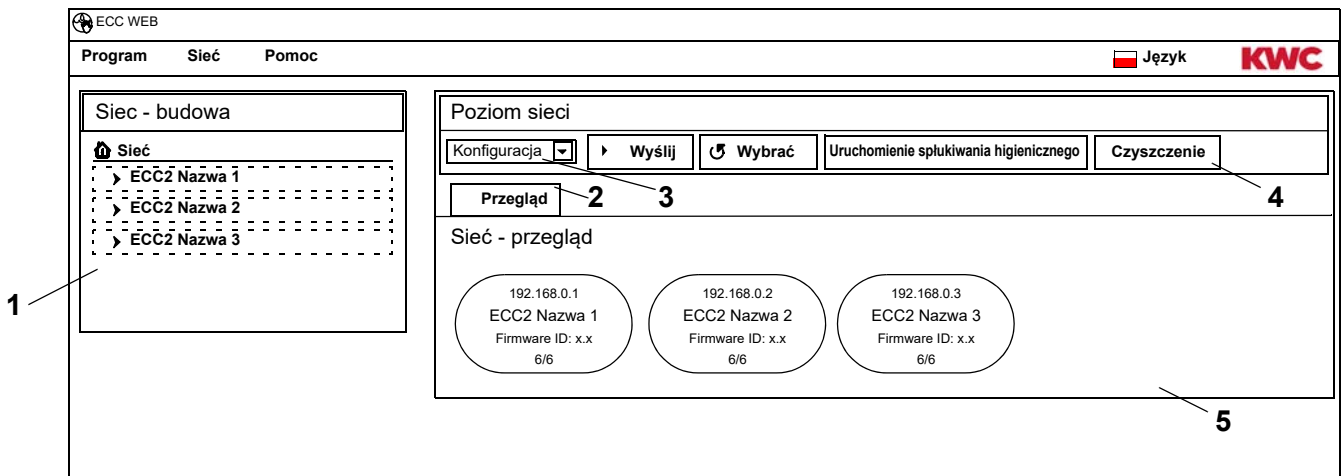 ECC WEB
Program Sieć Pomoc Język KWC
Siec - budowa
Sieć
ECC2 Nazwa 1
ECC2 Nazwa 2
ECC2 Nazwa 3
1
Poziom sieci
Konfiguracja Wyślij Wybrać Uruchomienie spłukiwania higienicznego Czyszczenie
Przegląd 2 3 4
Sieć - przegląd
192.168.0.1 192.168.0.2 192.168.0.3
ECC2 Nazwa 1 ECC2 Nazwa 2 ECC2 Nazwa 3
Firmware ID: x.x Firmware ID: x.x Firmware ID: x.x
6/6 6/6 6/6
5